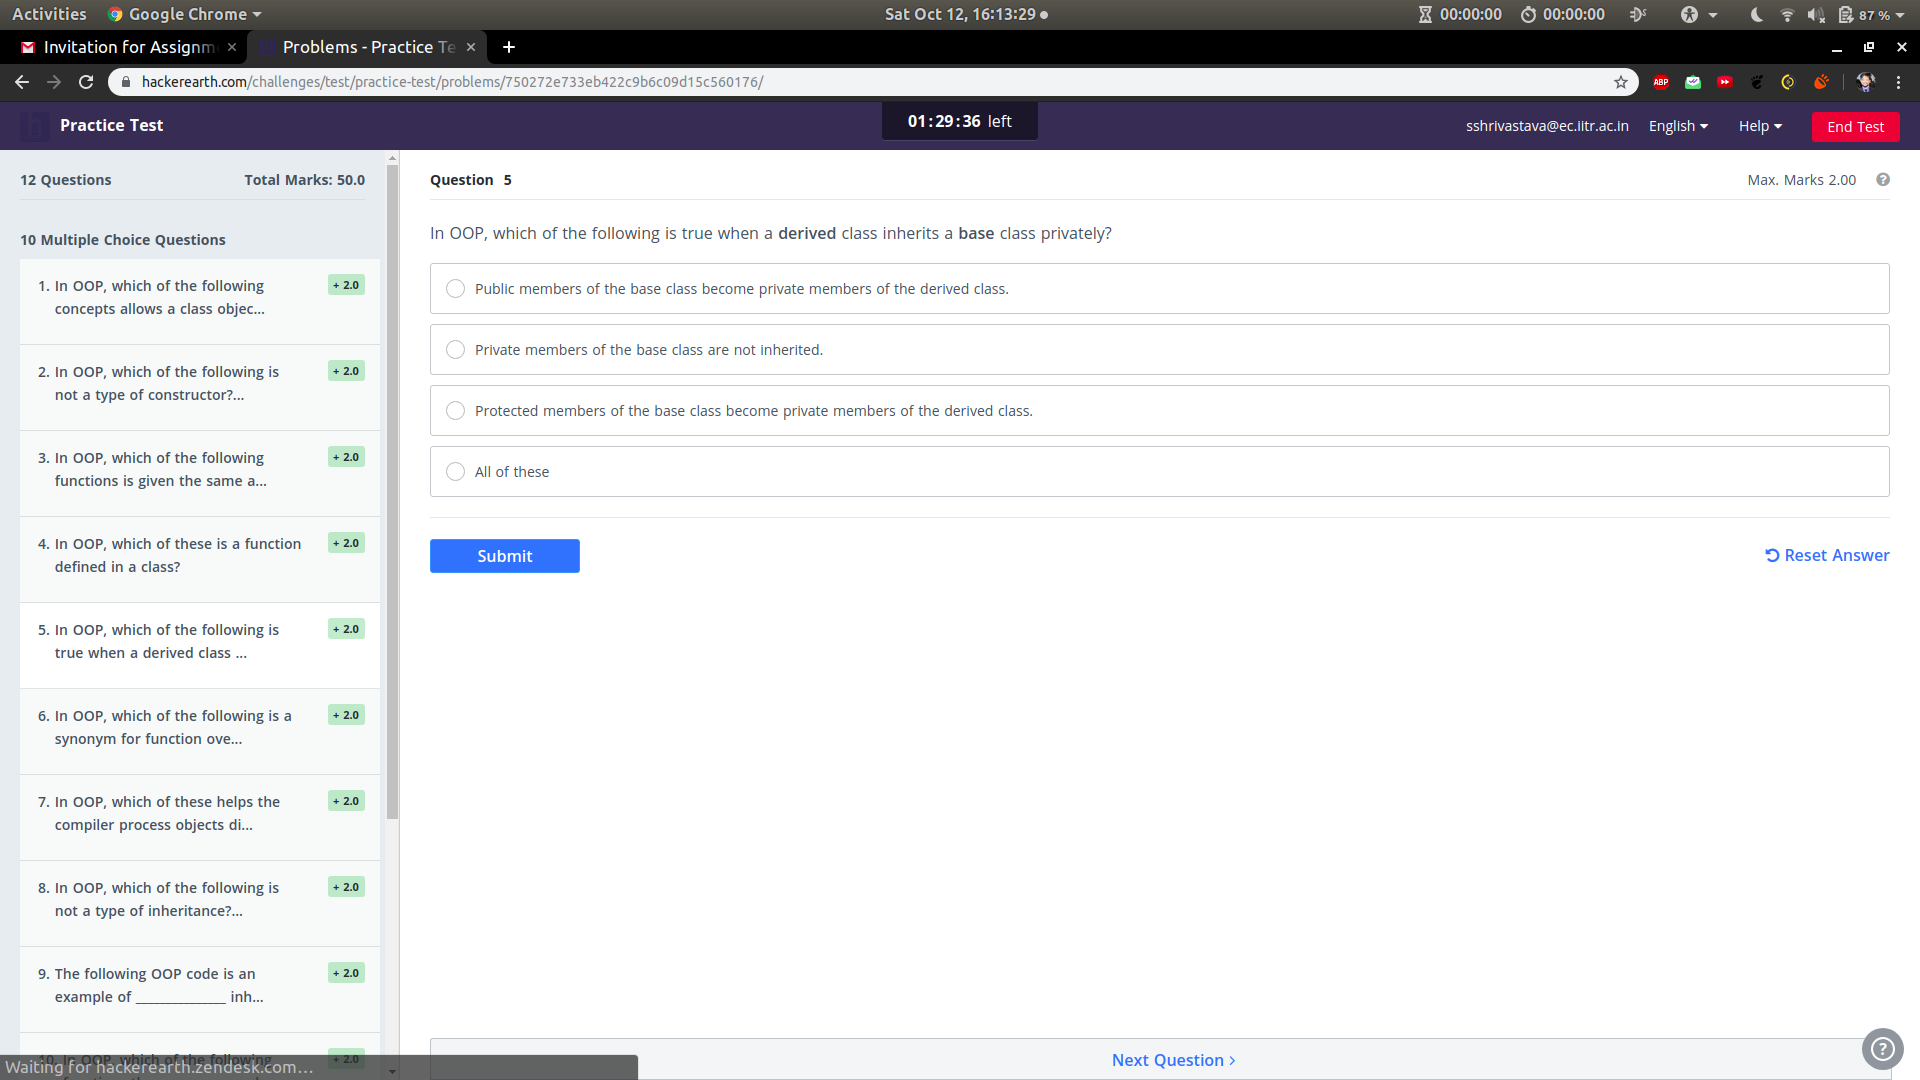 Activities Google Chrome Sat Oct 12, 16:13:29 00:00:00 00:00:00 87 %
Invitation for Assignm Problems - Practice Te
hackerearth.com/challenges/test/practice-test/problems/750272e733eb422c9b6c09d15c560176/ ABP
Practice Test 01:29:36 left sshrivastava@ec.iitr.ac.in English Help End Test
12 Questions Total Marks: 50.0
Question 5 Max. Marks 2.00
10 Multiple Choice Questions
1. In OOP, which of the following + 2.0
concepts allows a class objec...
2. In OOP, which of the following is + 2.0
not a type of constructor?...
3. In OOP, which of the following + 2.0
functions is given the same a...
4. In OOP, which of these is a function + 2.0
defined in a class?
5. In OOP, which of the following is + 2.0
true when a derived class ...
6. In OOP, which of the following is a + 2.0
synonym for function ove...
7. In OOP, which of these helps the + 2.0
compiler process objects di...
8. In OOP, which of the following is + 2.0
not a type of inheritance?...
9. The following OOP code is an + 2.0
example of _______________ inh...
10. In OOP, which of the following + 2.0
In OOP, which of the following is true when a derived class inherits a base class privately?
Public members of the base class become private members of the derived class.
Private members of the base class are not inherited.
Protected members of the base class become private members of the derived class.
All of these
Submit Reset Answer
Next Question >
Waiting for hackerearth.zendesk.com...